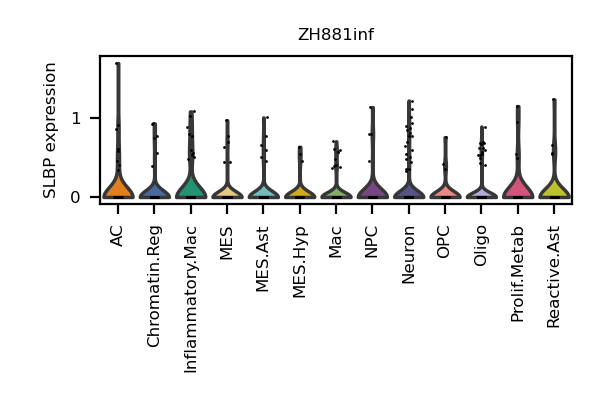 ZH881inf
SLBP expression
1
0
AC
Chromatin.Reg
Inflammatory.Mac
MES
MES.Ast
MES.Hyp
Mac
NPC
Neuron
OPC
Oligo
Prolif.Metab
Reactive.Ast